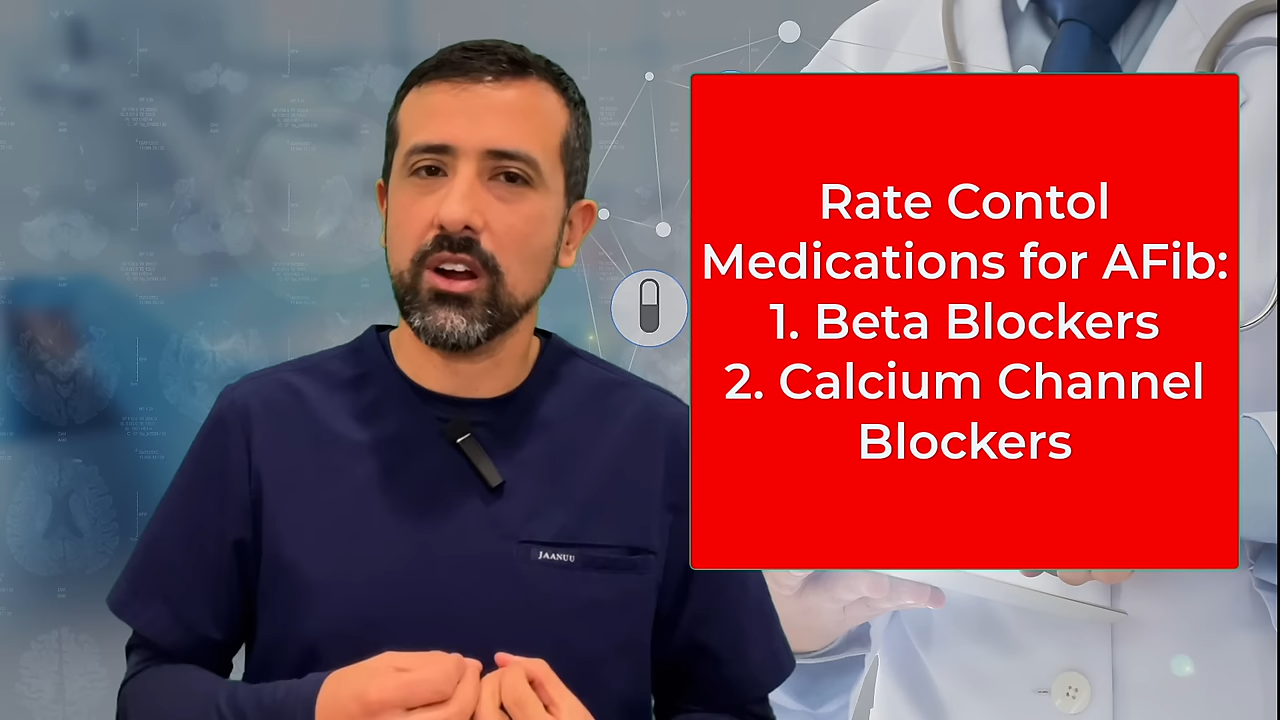 Rate Contol
Medications for AFib:
1. Beta Blockers
2. Calcium Channel
Blockers
JAANUU